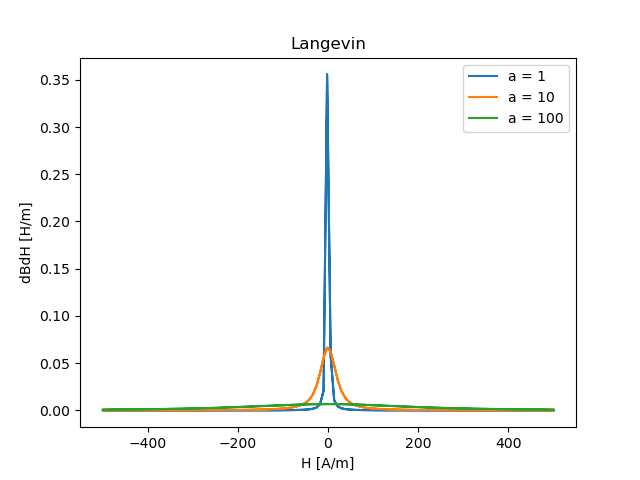 Langevin
a = 1
a = 10
a = 100
dBdH [H/m]
0.35
0.30
0.25
0.20
0.15
0.10
0.05
0.00
−400 −200 0 200 400
H [A/m]